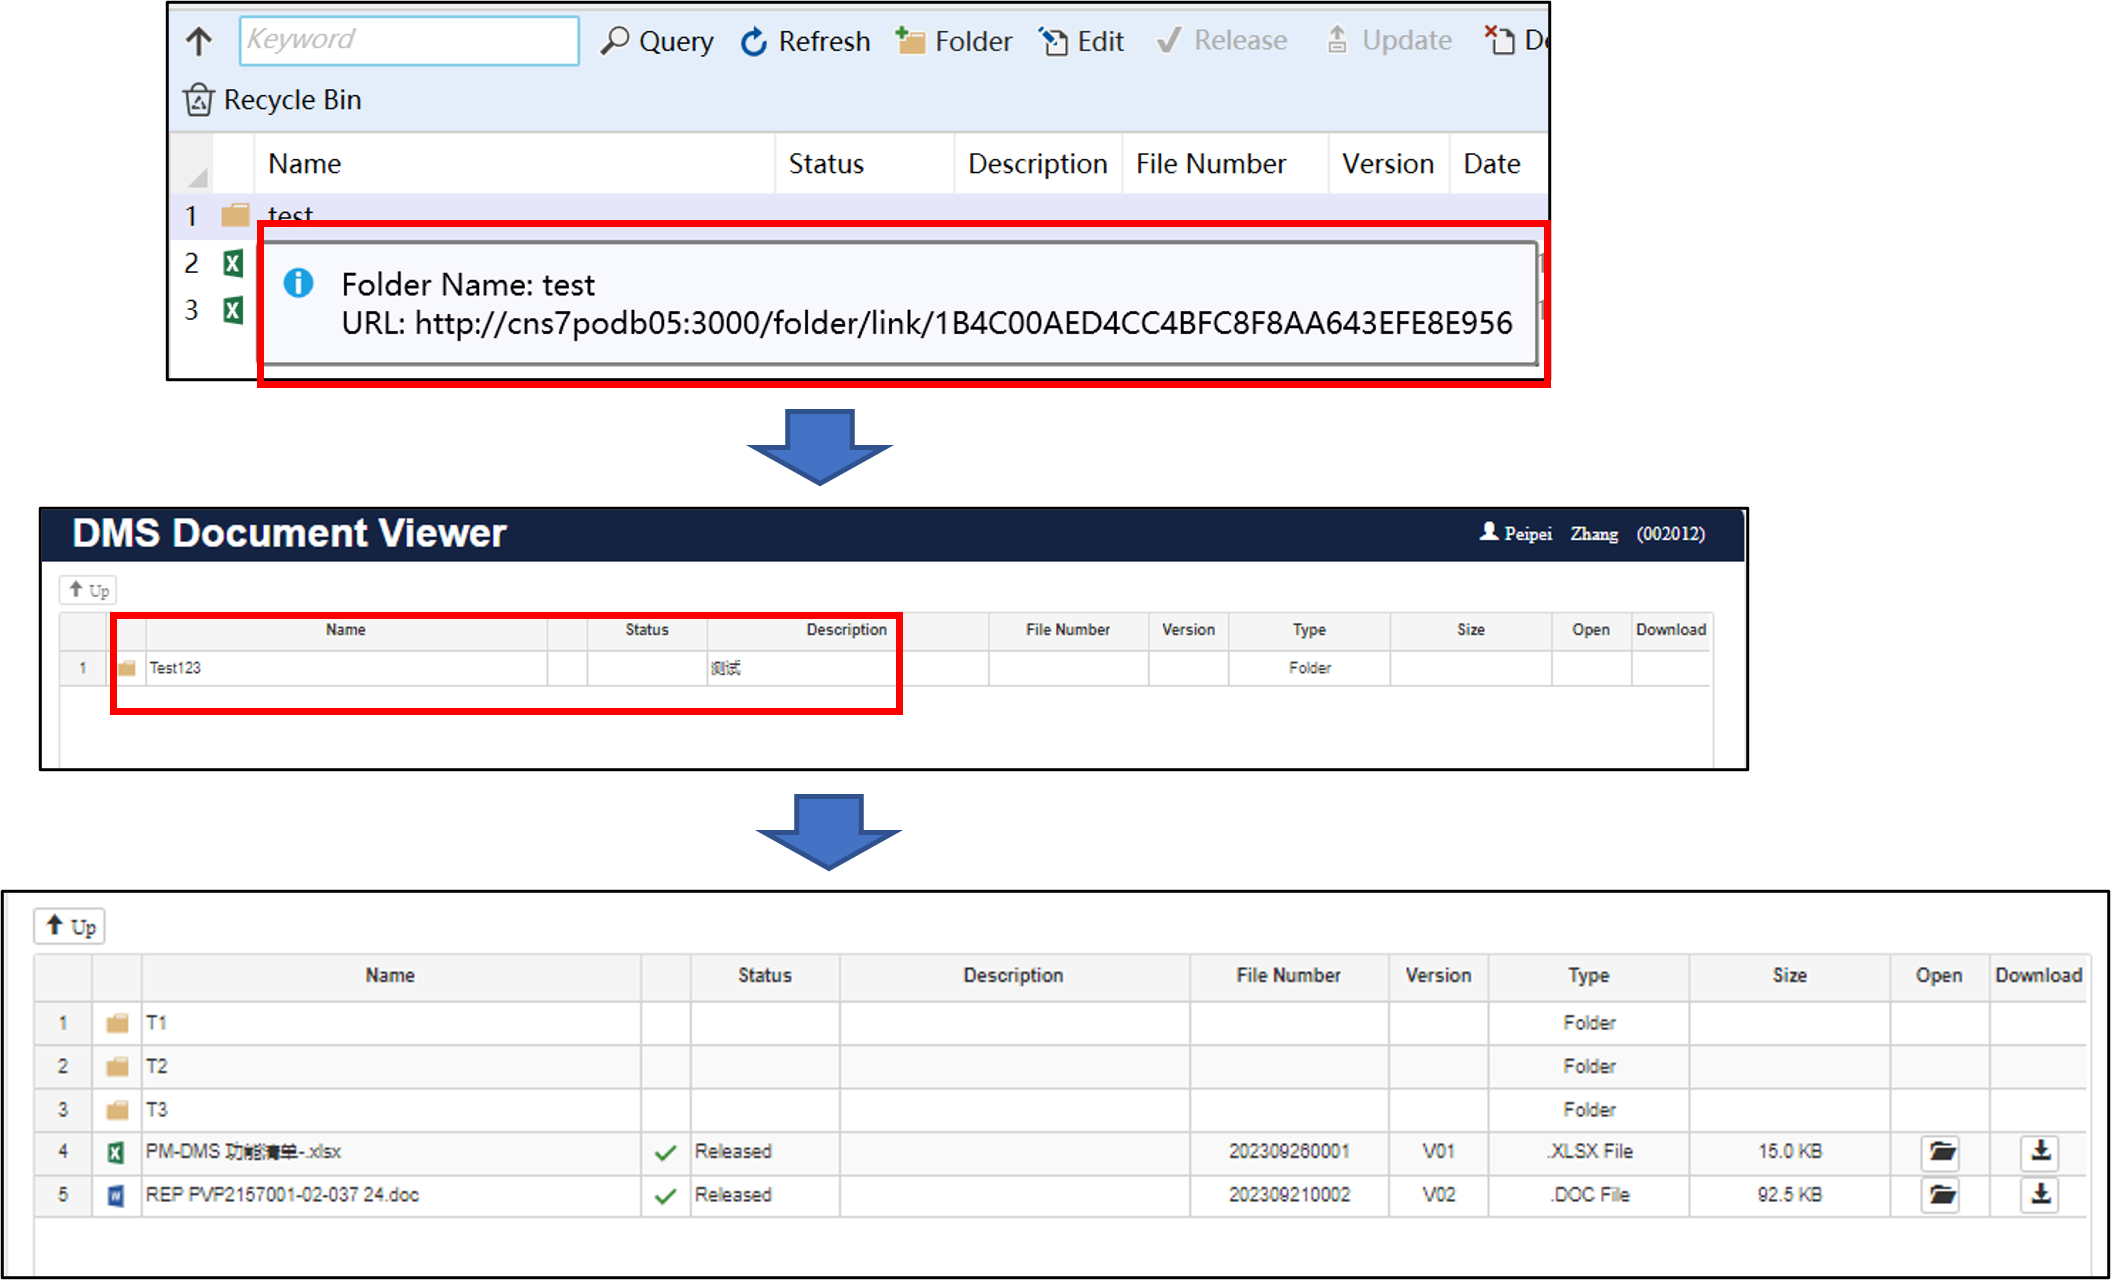 Keyword Query Refresh Folder Edit Release Update
Recycle Bin
Name Status Description File Number Version Date
1 test
2
3
Folder Name: test
URL: http://cns7podb05:3000/folder/link/1B4C00AED4CC4BFC8F8AA643EFE8E956
DMS Document Viewer Peipei Zhang (002012)
Up
Name Status Description File Number Version Type Size Open Download
1 Test123 测试 Folder
Up
Name Status Description File Number Version Type Size Open Download
1 T1 Folder
2 T2 Folder
3 T3 Folder
4 PM-DMS 功能清单-.xlsx Released 202309260001 V01 .XLSX File 15.0 KB
5 REP PVP2157001-02-037 24.doc Released 202309210002 V02 .DOC File 92.5 KB